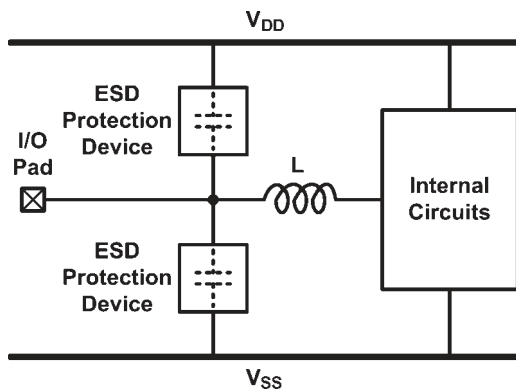 VDD
ESD
Protection
Device
I/O
Pad
L
Internal
Circuits
ESD
Protection
Device
VSS